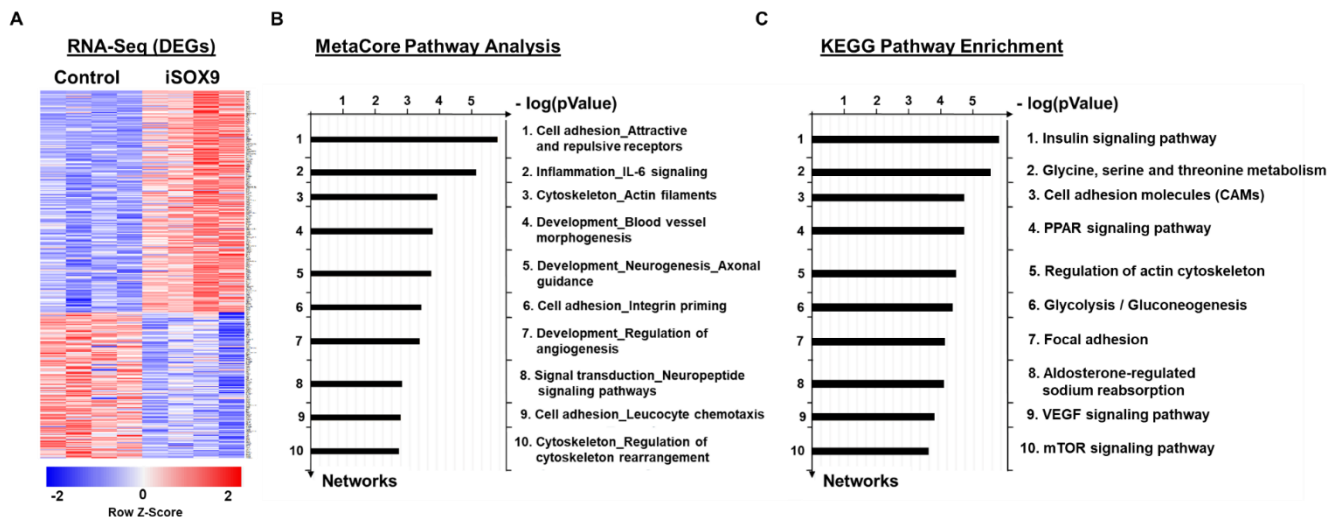 A
RNA-Seq (DEGs)
Control iSOX9
-2 0 2
Row Z-Score
B
MetaCore Pathway Analysis
1 2 3 4 5 - log(pValue)
1 1. Cell adhesion_Attractive
and repulsive receptors
2 2. Inflammation_IL-6 signaling
3 3. Cytoskeleton_Actin filaments
4 4. Development_Blood vessel
morphogenesis
5 5. Development_Neurogenesis_Axonal
guidance
6 6. Cell adhesion_Integrin priming
7 7. Development_Regulation of
angiogenesis
8 8. Signal transduction_Neuropeptide
signaling pathways
9 9. Cell adhesion_Leucocyte chemotaxis
10 10. Cytoskeleton_Regulation of
cytoskeleton rearrangement
Networks
C
KEGG Pathway Enrichment
1 2 3 4 5 - log(pValue)
1 1. Insulin signaling pathway
2 2. Glycine, serine and threonine metabolism
3 3. Cell adhesion molecules (CAMs)
4 4. PPAR signaling pathway
5 5. Regulation of actin cytoskeleton
6 6. Glycolysis / Gluconeogenesis
7 7. Focal adhesion
8 8. Aldosterone-regulated
sodium reabsorption
9 9. VEGF signaling pathway
10 10. mTOR signaling pathway
Networks